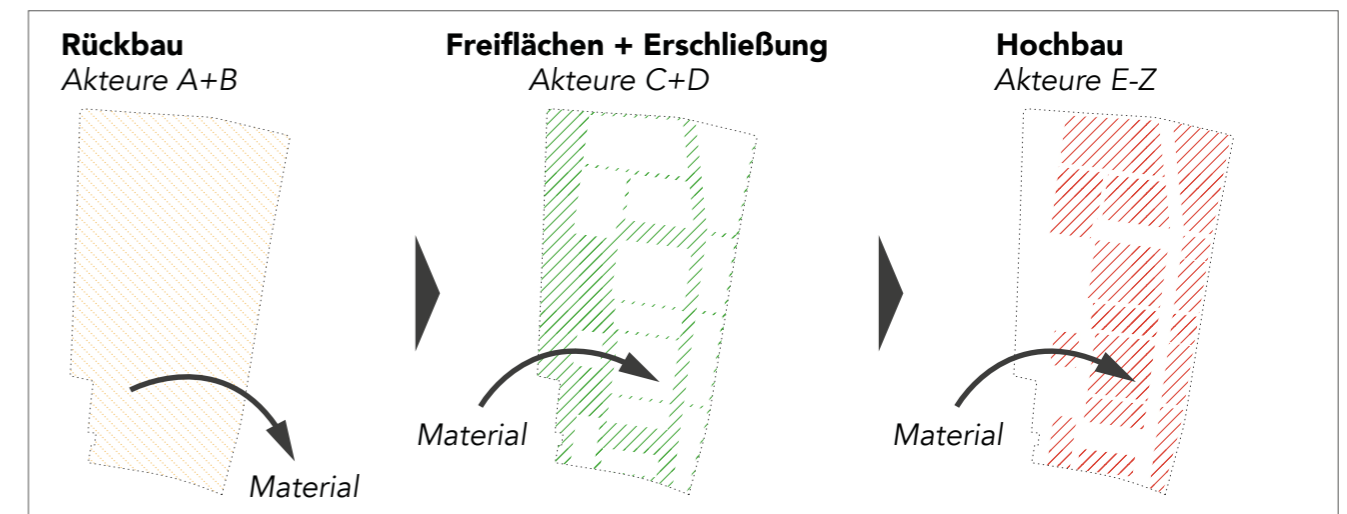 Rückbau
Akteure A+B
Material
Freiflächen + Erschließung
Akteure C+D
Material
Hochbau
Akteure E-Z
Material